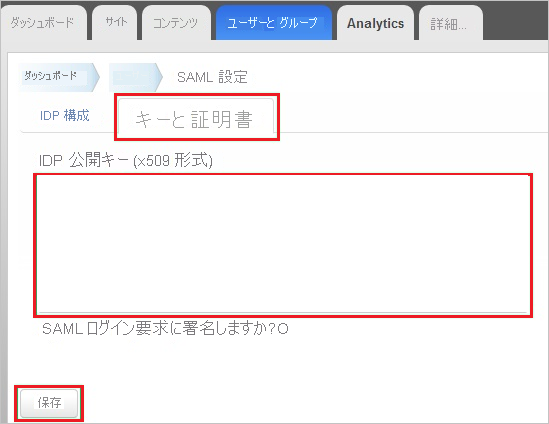 ダッシュボード サイト コンテンツ ユーザーと グループ Analytics 詳細...
ダッシュボード SAML 設定
IDP 構成 キーと証明書
IDP 公開キー (x509 形式)
SAML ログイン要求に署名しますか?O
保存